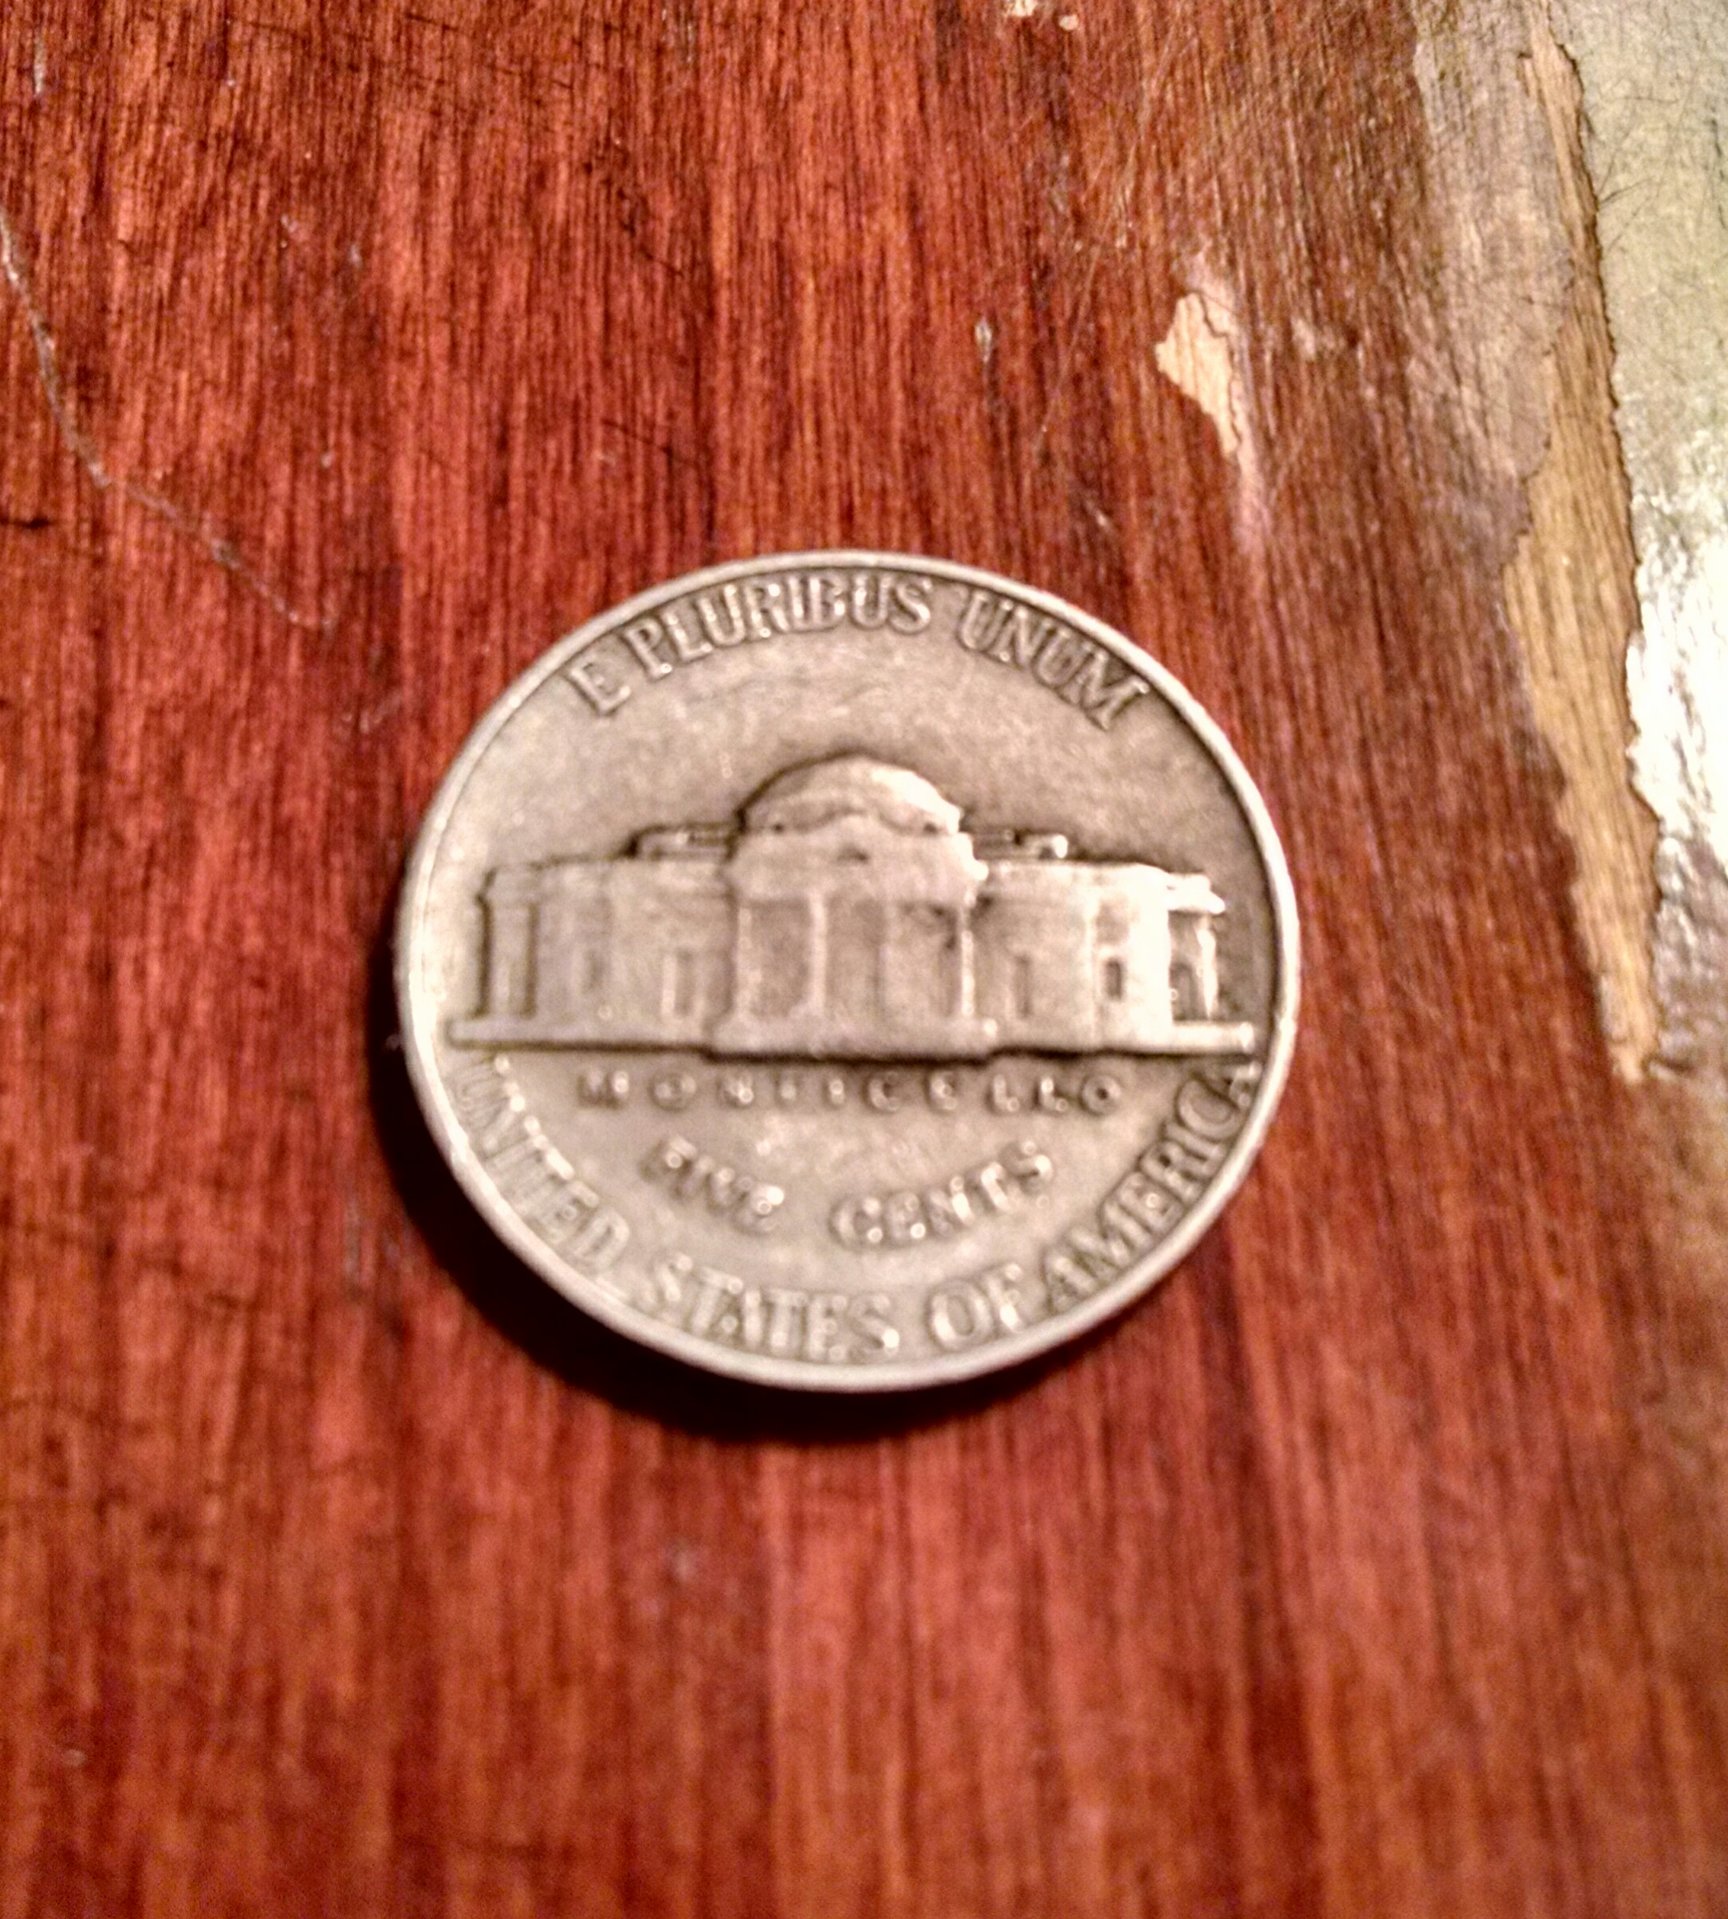 E PLURIBUS UNUM
MONTICELLO
FIVE CENTS
UNITED STATES OF AMERICA